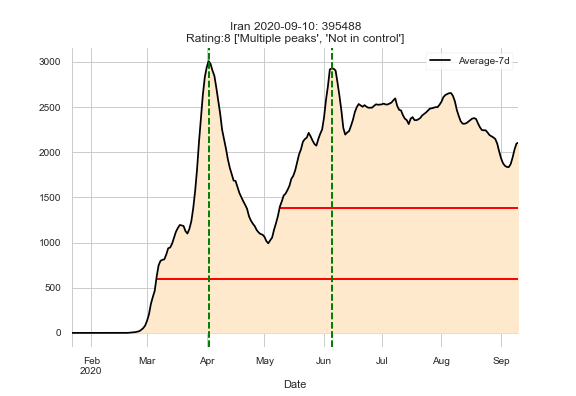 Iran 2020-09-10: 395488
Rating:8 ['Multiple peaks', 'Not in control']
Average-7d
3000
2500
2000
1500
1000
500
0
Feb Mar Apr May Jun Jul Aug Sep
2020
Date